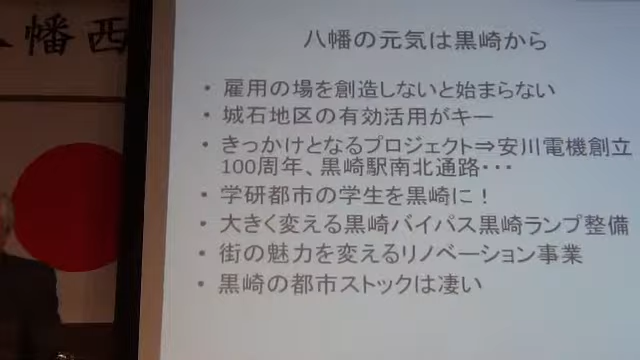 幡西
八幡の元気は黒崎から
・雇用の場を創造しないと始まらない
・城石地区の有効活用がキー
・きっかけとなるプロジェクト⇒安川電機創立
100周年、黒崎駅南北通路・・・
・学研都市の学生を黒崎に！
・大きく変える黒崎バイパス黒崎ランプ整備
・街の魅力を変えるリノベーション事業
・黒崎の都市ストックは凄い